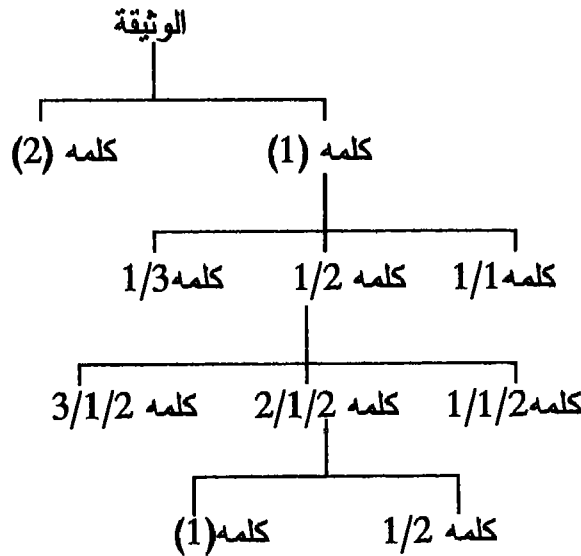 الوثيقة
كلمه (1) كلمه (2)
كلمه1/1 كلمه 1/2 كلمه1/3
كلمه1/1/2 كلمه 2/1/2 كلمه 3/1/2
كلمه 1/2 كلمه(1)